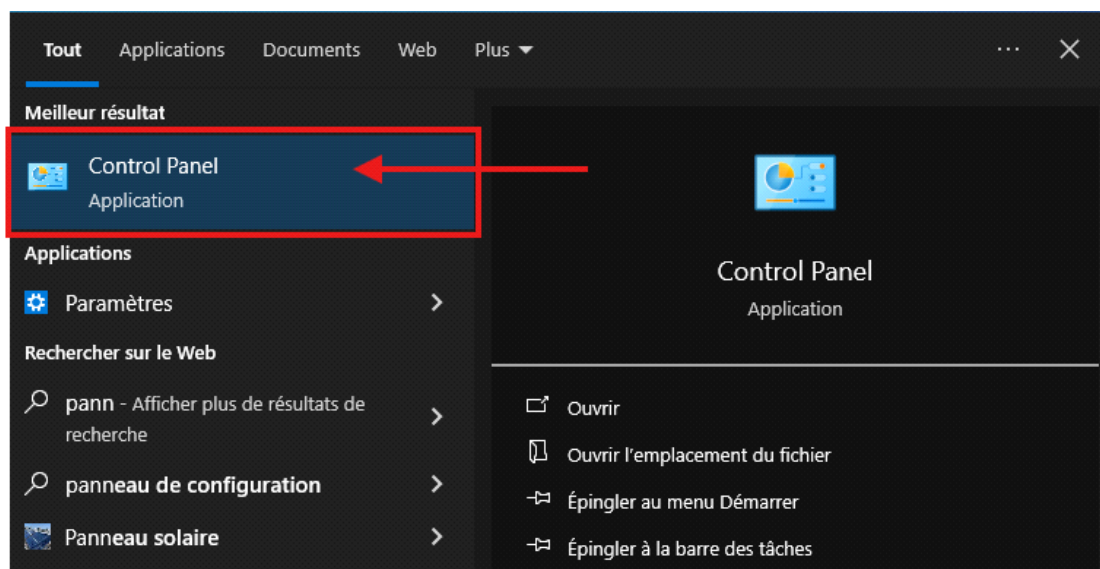 Tout Applications Documents Web Plus
Meilleur résultat
Control Panel
Application
Applications
Paramètres
Rechercher sur le Web
pann - Afficher plus de résultats de
recherche
panneau de configuration
Panneau solaire
Control Panel
Application
Ouvrir
Ouvrir l'emplacement du fichier
Épingler au menu Démarrer
Épingler à la barre des tâches